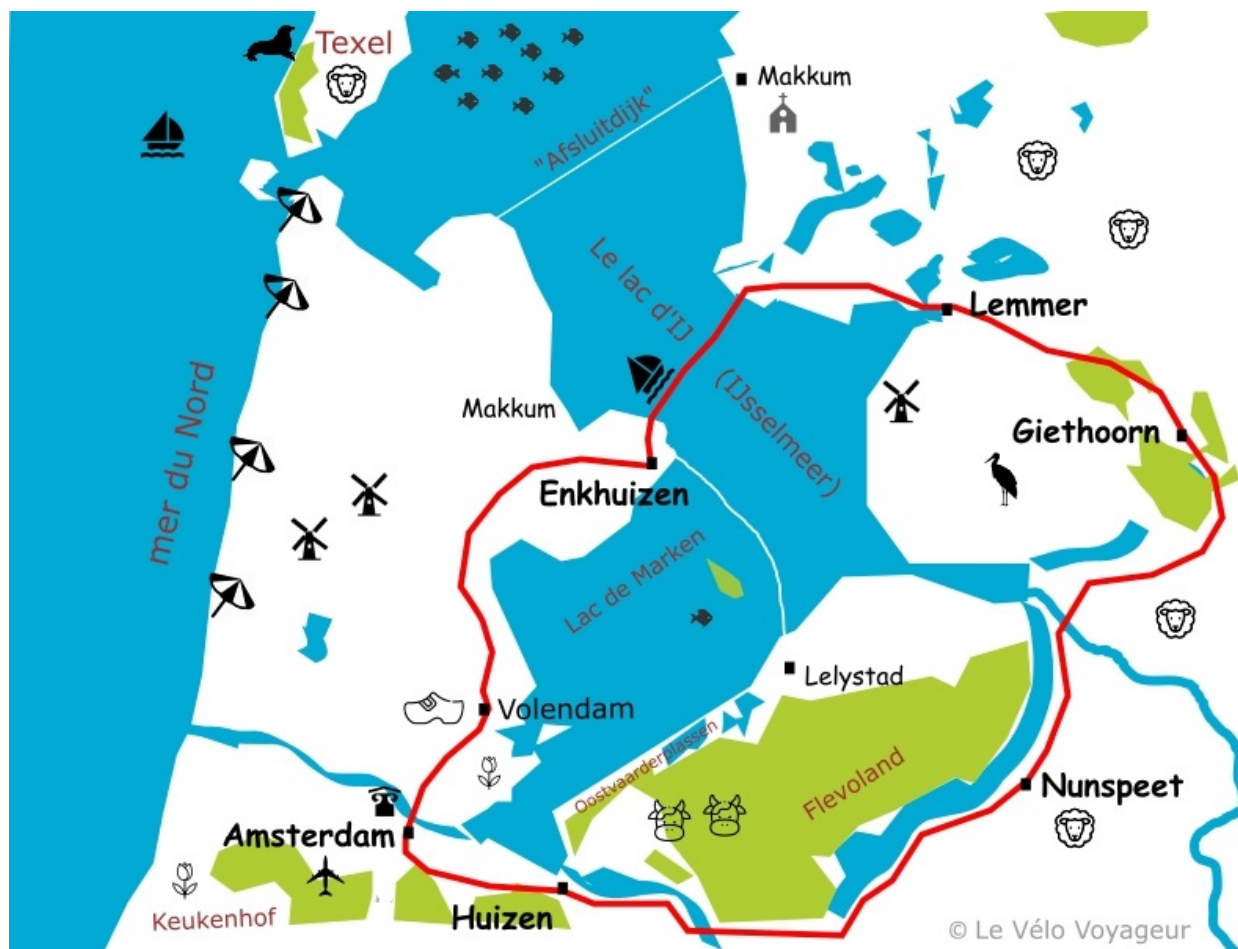 Texel
Makkum
"Afsluitdijk"
Le lac d'IJ
Lemmer
(IJsselmeer)
mer du Nord
Makkum
Giethoorn
Enkhuizen
Lac de Marken
Lelystad
Volendam
Oostvaarderplassen
Flevoland
Nunspeet
Amsterdam
Keukenhof
Huizen
© Le Vélo Voyageur